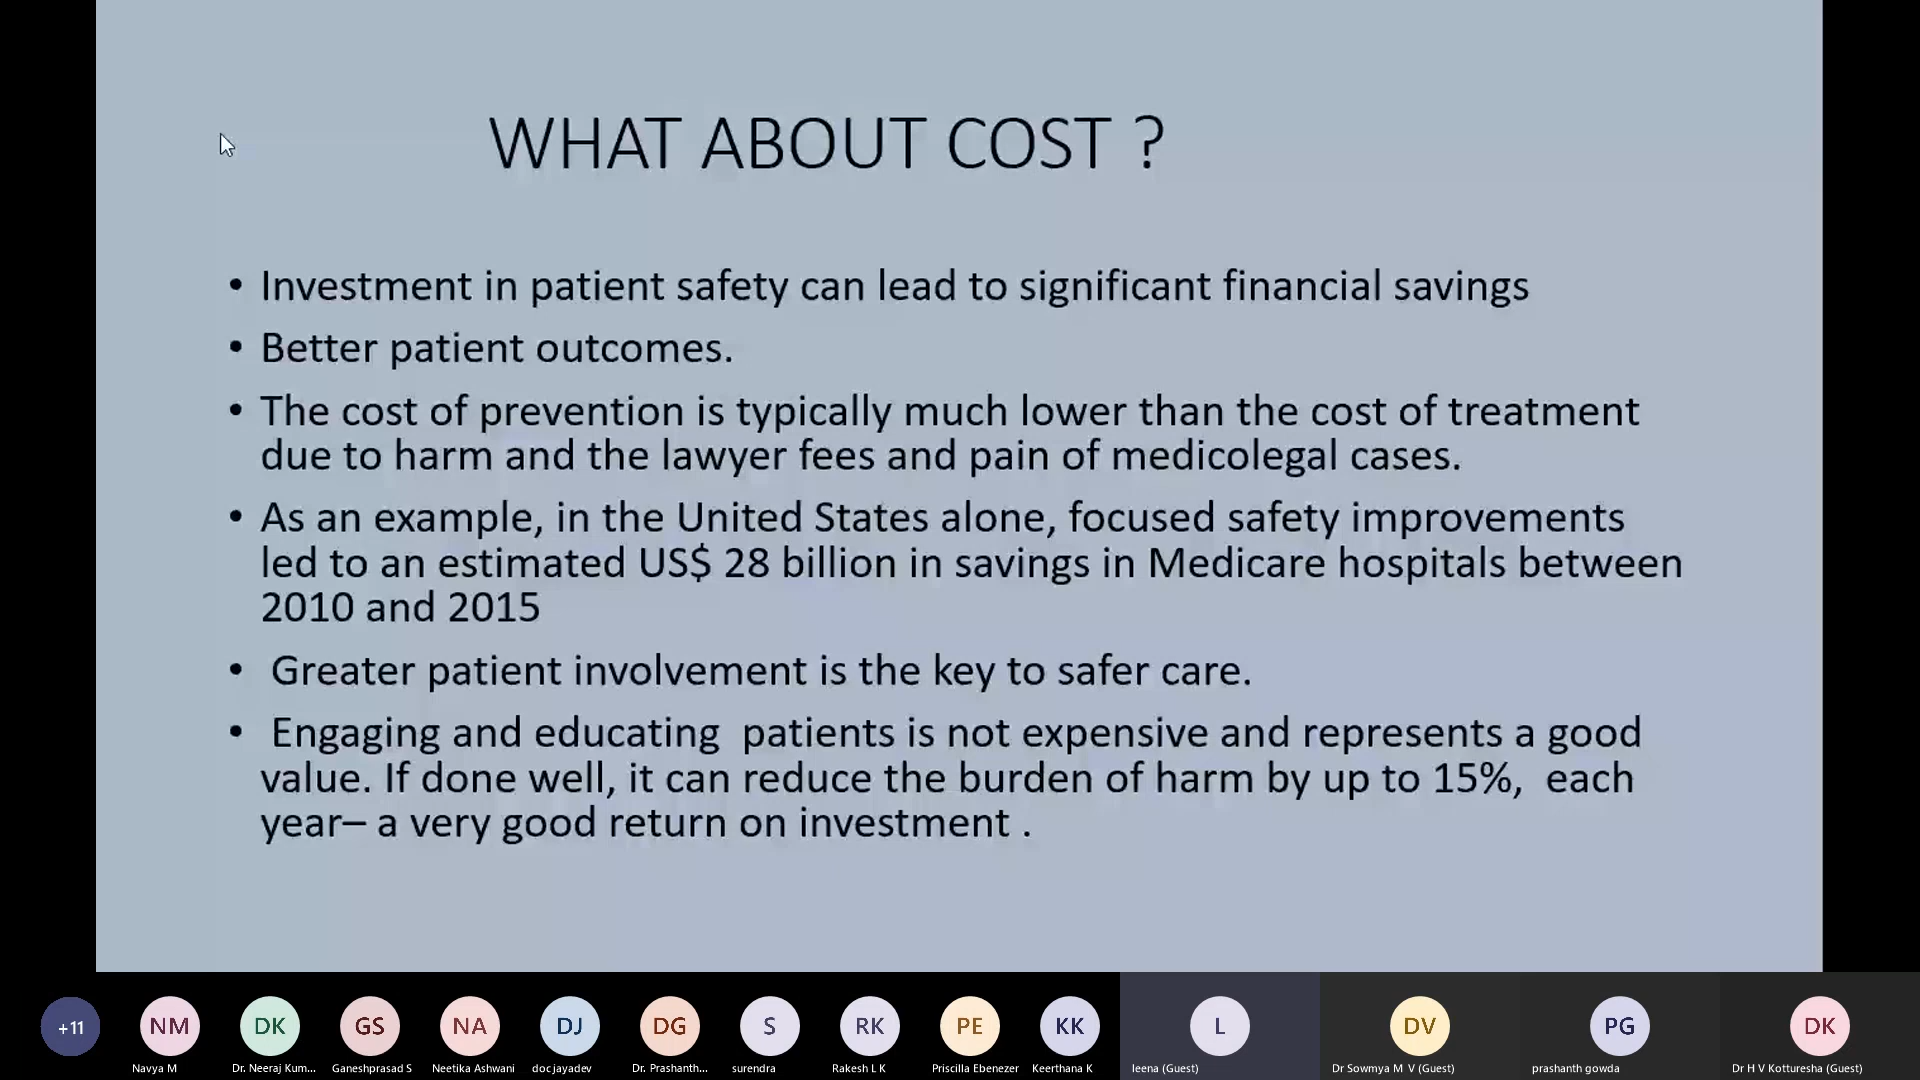 WHAT ABOUT COST ?
• Investment in patient safety can lead to significant financial savings
• Better patient outcomes.
• The cost of prevention is typically much lower than the cost of treatment
due to harm and the lawyer fees and pain of medicolegal cases.
• As an example, in the United States alone, focused safety improvements
led to an estimated US$ 28 billion in savings in Medicare hospitals between
2010 and 2015
• Greater patient involvement is the key to safer care.
• Engaging and educating patients is not expensive and represents a good
value. If done well, it can reduce the burden of harm by up to 15%, each
year– a very good return on investment .
+11 NM DK GS NA DJ DG S RK PE KK L DV PG DK
Navya M Dr. Neeraj Kum... Ganeshprasad S Neetika Ashwani docjayadev Dr. Prashanth... surendra Rakesh L K Priscilla Ebenezer Keerthana K leena (Guest) Dr Sowmya M V (Guest) prashanth gowda Dr H V Kotturesha (Guest)